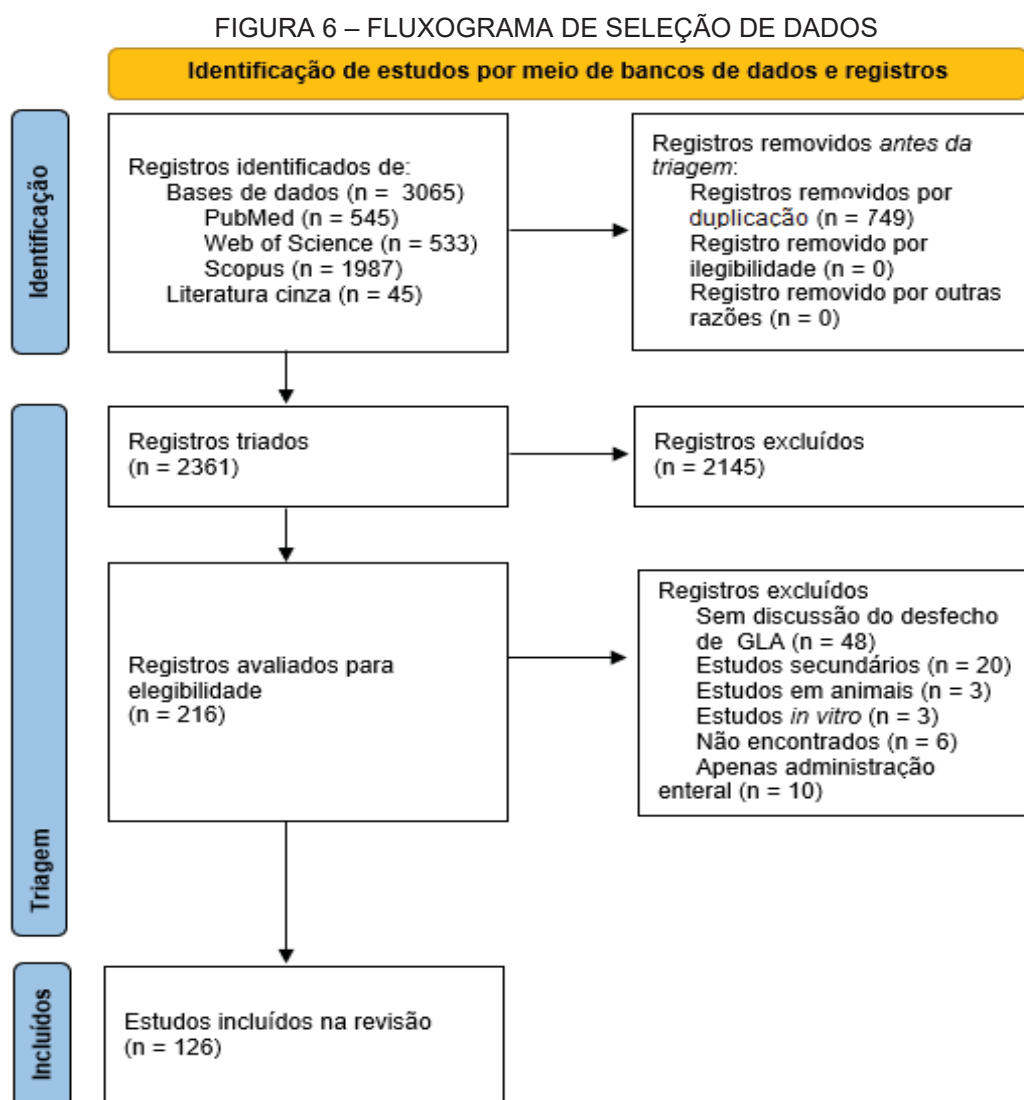 FIGURA 6 – FLUXOGRAMA DE SELEÇÃO DE DADOS
Identificação de estudos por meio de bancos de dados e registros
Identificação
Registros identificados de:
Bases de dados (n = 3065)
PubMed (n = 545)
Web of Science (n = 533)
Scopus (n = 1987)
Literatura cinza (n = 45)
Registros removidos antes da
triagem:
Registros removidos por
duplicação (n = 749)
Registro removido por
ilegibilidade (n = 0)
Registro removido por outras
razões (n = 0)
Triagem
Registros triados
(n = 2361)
Registros excluídos
(n = 2145)
Registros avaliados para
elegibilidade
(n = 216)
Registros excluídos
Sem discussão do desfecho
de GLA (n = 48)
Estudos secundários (n = 20)
Estudos em animais (n = 3)
Estudos in vitro (n = 3)
Não encontrados (n = 6)
Apenas administração
enteral (n = 10)
Incluídos
Estudos incluídos na revisão
(n = 126)